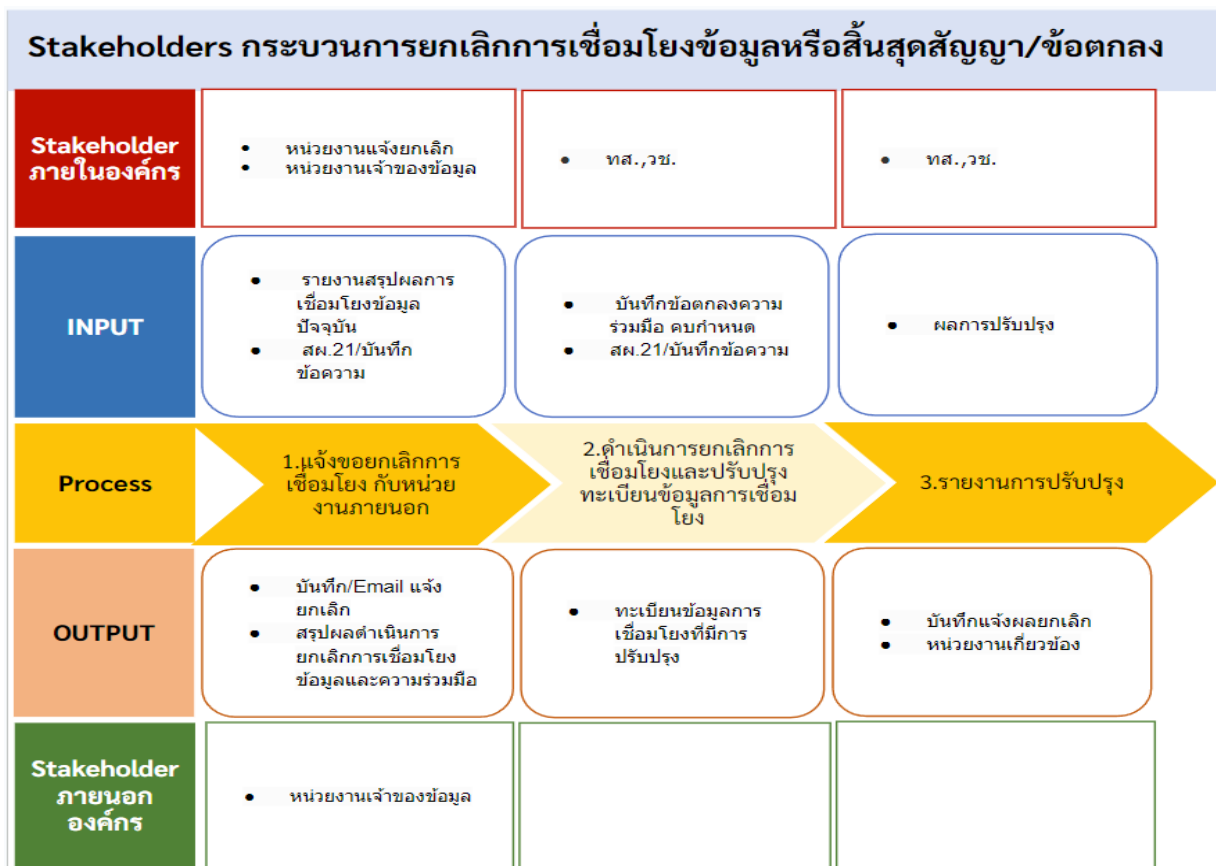 Stakeholders กระบวนการยกเลิกการเชื่อมโยงข้อมูลหรือสิ้นสุดสัญญา/ข้อตกลง
Stakeholder
ภายในองค์กร
• หน่วยงานแจ้งยกเลิก
• หน่วยงานเจ้าของข้อมูล
• ทส.,วช.
• ทส.,วช.
INPUT
• รายงานสรุปผลการ
เชื่อมโยงข้อมูล
ปัจจุบัน
• สผ.21/บันทึก
ข้อความ
• บันทึกข้อตกลงความ
ร่วมมือ คบกำหนด
• สผ.21/บันทึกข้อความ
• ผลการปรับปรุง
Process
1.แจ้งขอยกเลิกการ
เชื่อมโยง กับหน่วย
งานภายนอก
2.ดำเนินการยกเลิกการ
เชื่อมโยงและปรับปรุง
ทะเบียนข้อมูลการเชื่อม
โยง
3.รายงานการปรับปรุง
OUTPUT
• บันทึก/Email แจ้ง
ยกเลิก
• สรุปผลดำเนินการ
ยกเลิกการเชื่อมโยง
ข้อมูลและความร่วมมือ
• ทะเบียนข้อมูลการ
เชื่อมโยงที่มีการ
ปรับปรุง
• บันทึกแจ้งผลยกเลิก
• หน่วยงานเกี่ยวข้อง
Stakeholder
ภายนอก
องค์กร
• หน่วยงานเจ้าของข้อมูล